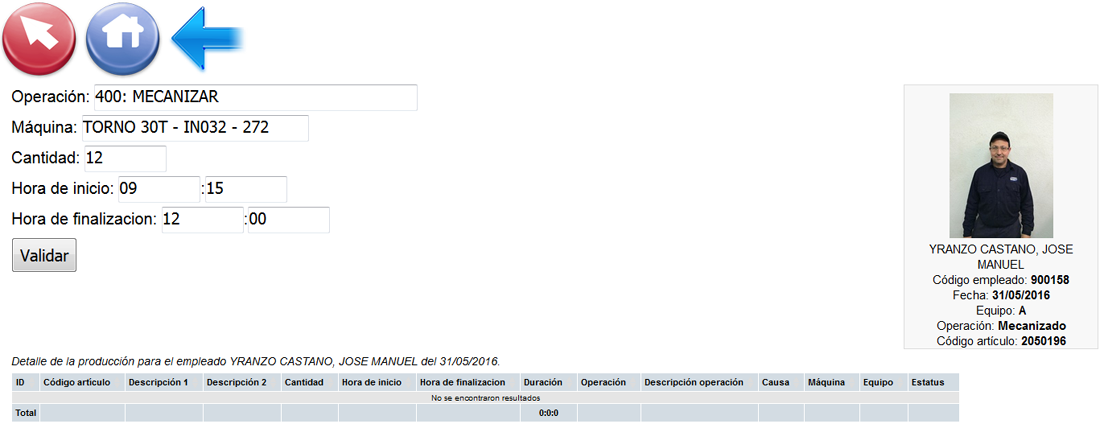 Operación: 400: MECANIZAR
Máquina: TORNO 30T - IN032 - 272
Cantidad: 12
Hora de inicio: 09:15
Hora de finalizacion: 12:00
Validar
YRANZO CASTANO, JOSE
MANUEL
Código empleado: 900158
Fecha: 31/05/2016
Equipo: A
Operación: Mecanizado
Código artículo: 2050196
Detalle de la producción para el empleado YRANZO CASTANO, JOSE MANUEL del 31/05/2016.
ID Código artículo Descripción 1 Descripción 2 Cantidad Hora de inicio Hora de finalizacion Duración Operación Descripción operación Causa Máquina Equipo Estatus
No se encontraron resultados
Total 0:0:0